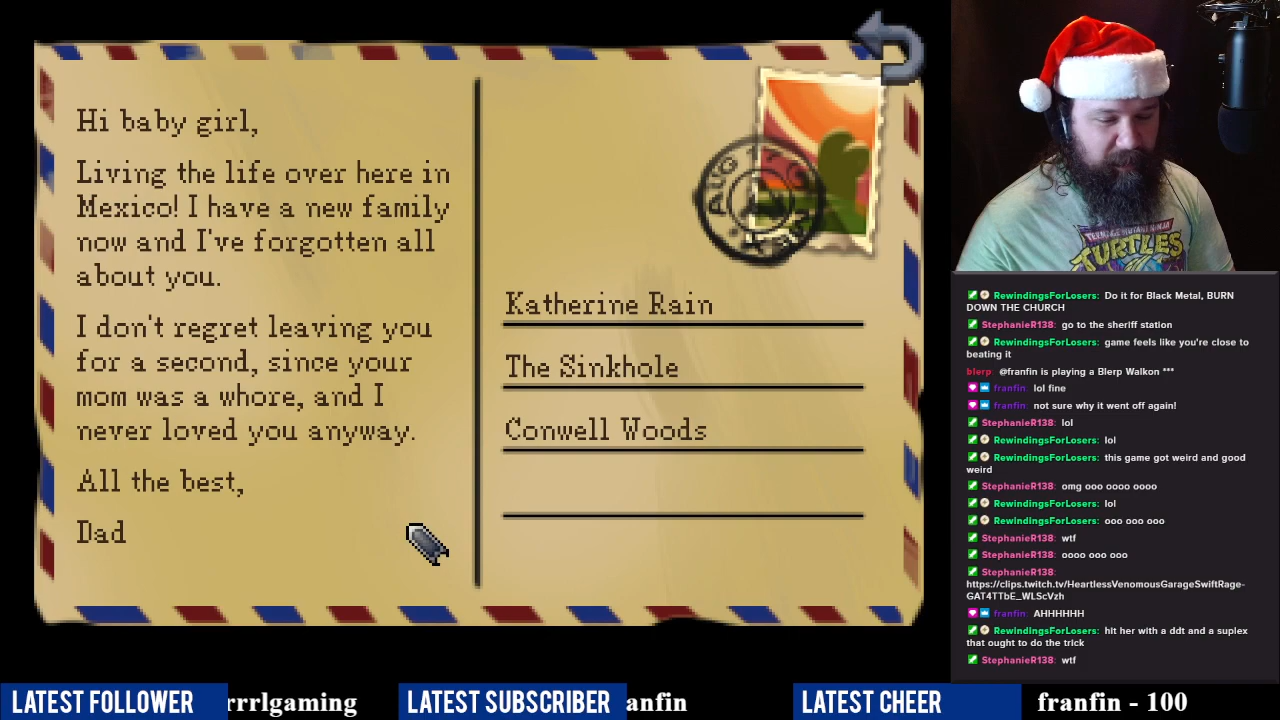 Hi baby girl,
Living the life over here in
Mexico! I have a new family
now and I've forgotten all
about you.
I don't regret leaving you
for a second, since your
mom was a whore, and I
never loved you anyway.
All the best,
Dad
AUG
Katherine Rain
The Sinkhole
Conwell Woods
TEENAGE MUTANT NINJA
TURTLES
RewindingsForLosers: Do it for Black Metal, BURN
DOWN THE CHURCH
StephanieR138: go to the sheriff station
RewindingsForLosers: game feels like you're close to
beating it
blerp: @franfin is playing a Blerp Walkon ***
franfin: lol fine
franfin: not sure why it went off again!
StephanieR138: lol
RewindingsForLosers: lol
RewindingsForLosers: this game got weird and good
weird
StephanieR138: omg ooo oooo oooo
RewindingsForLosers: lol
RewindingsForLosers: ooo ooo ooo
StephanieR138: wtf
StephanieR138: oooo ooo ooo
StephanieR138:
https://clips.twitch.tv/HeartlessVenomousGarageSwiftRage-
GAT4TTbE_WLScVzh
franfin: AHHHHHH
RewindingsForLosers: hit her with a ddt and a suplex
that ought to do the trick
StephanieR138: wtf
LATEST FOLLOWER rrrlgaming LATEST SUBSCRIBER anfin LATEST CHEER franfin - 100